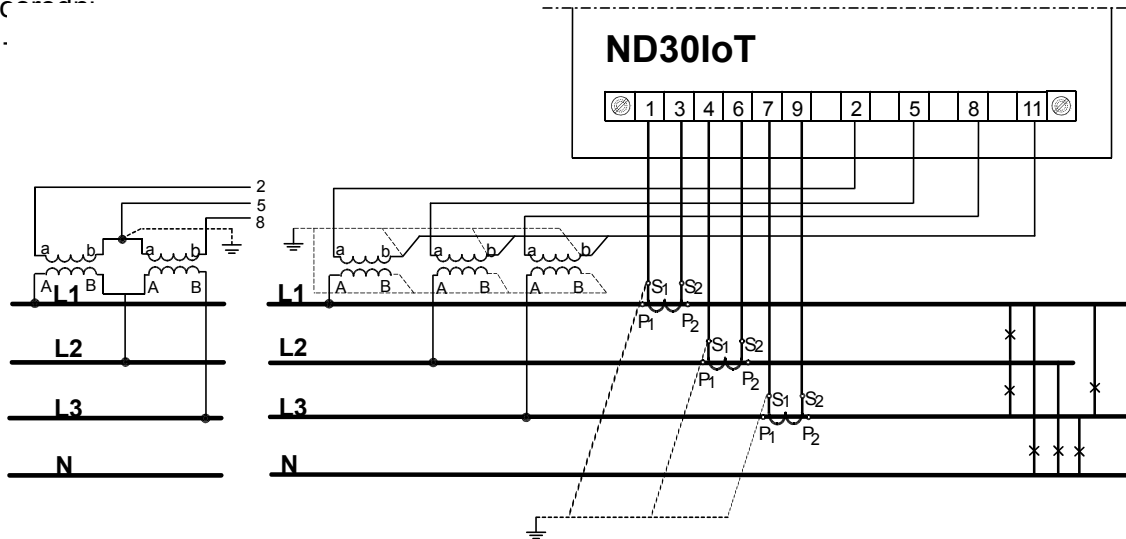 ND30IoT
1 3 4 6 7 9 2 5 8 11
2
5
8
a b a b
a b a b a b
A B A B
A B A B A B
L1
L1
S1 S2
P1 P2
L2
L2
S1 S2
P1 P2
L3
L3
S1 S2
P1 P2
N
N